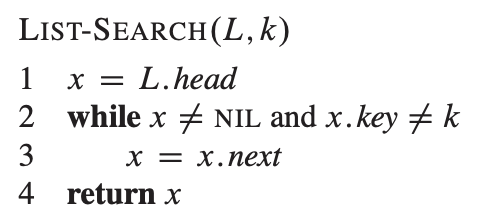 LIST-SEARCH(L, k)
1 x = L.head
2 while x ≠ NIL and x.key ≠ k
3 x = x.next
4 return x